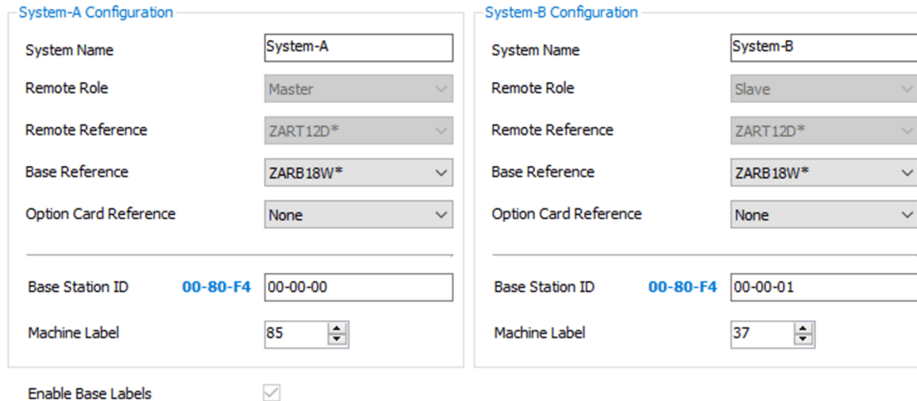 System-A Configuration
System Name System-A
Remote Role Master
Remote Reference ZART12D*
Base Reference ZARB18W*
Option Card Reference None
Base Station ID 00-80-F4 00-00-00
Machine Label 85
System-B Configuration
System Name System-B
Remote Role Slave
Remote Reference ZART12D*
Base Reference ZARB18W*
Option Card Reference None
Base Station ID 00-80-F4 00-00-01
Machine Label 37
Enable Base Labels